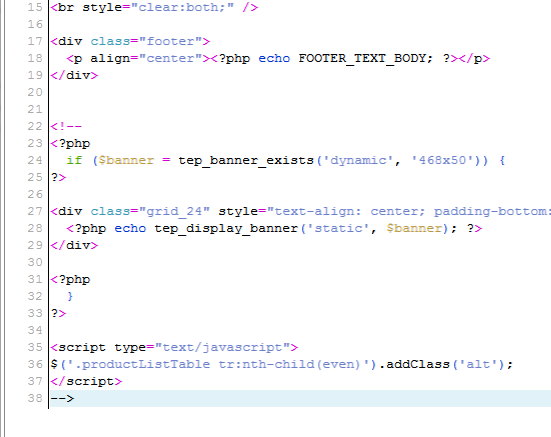 15 <br style="clear:both;" />
16
17 <div class="footer">
18   <p align="center"><?php echo FOOTER_TEXT_BODY; ?></p>
19 </div>
20
21
22 <!--
23 <?php
24   if ($banner = tep_banner_exists('dynamic', '468x50')) {
25 ?>
26
27 <div class="grid_24" style="text-align: center; padding-bottom:
28   <?php echo tep_display_banner('static', $banner); ?>
29 </div>
30
31 <?php
32   }
33 ?>
34
35 <script type="text/javascript">
36 $('.productListTable tr:nth-child(even)').addClass('alt');
37 </script>
38 -->